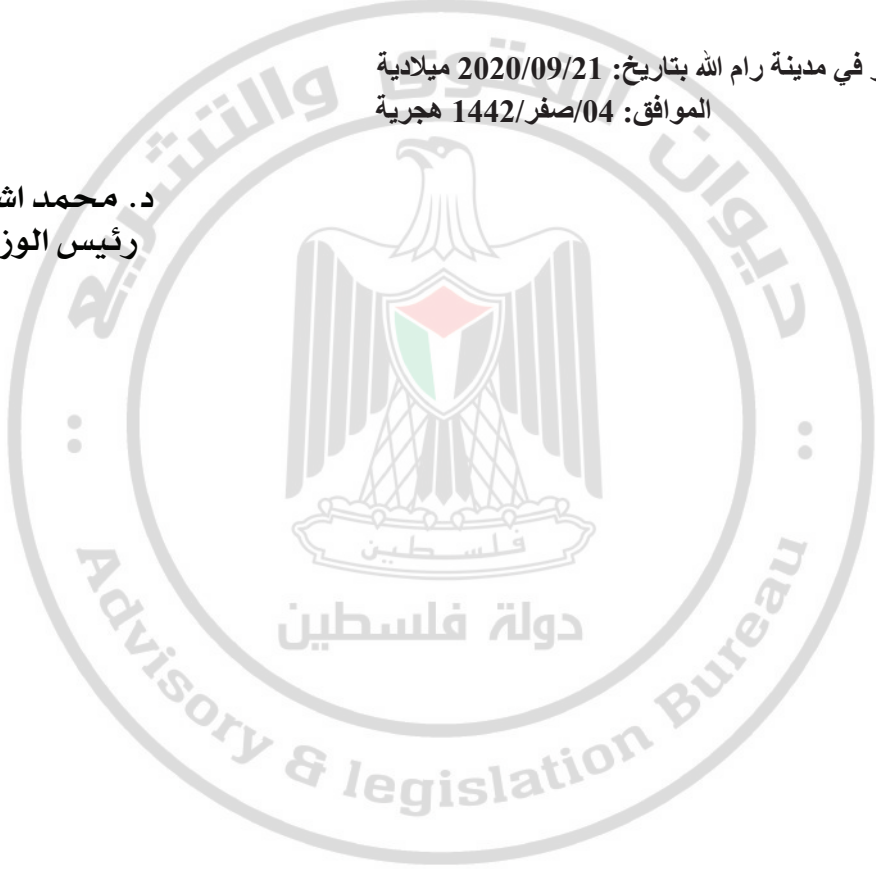 ر في مدينة رام الله بتاريخ: 2020/09/21 ميلادية
الموافق: 04/صفر/1442 هجرية
د. محمد اش
رئيس الوز
ديوان الفتوى والتشريع
فلسطين
دولة فلسطين
Advisory & legislation Bureau